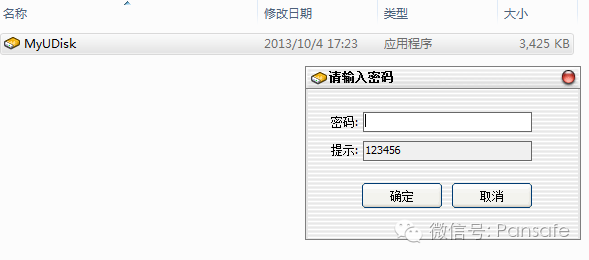 名称 修改日期 类型 大小
MyUDisk 2013/10/4 17:23 应用程序 3,425 KB
请输入密码
密码:
提示: 123456
确定 取消
微信号: Pansafe